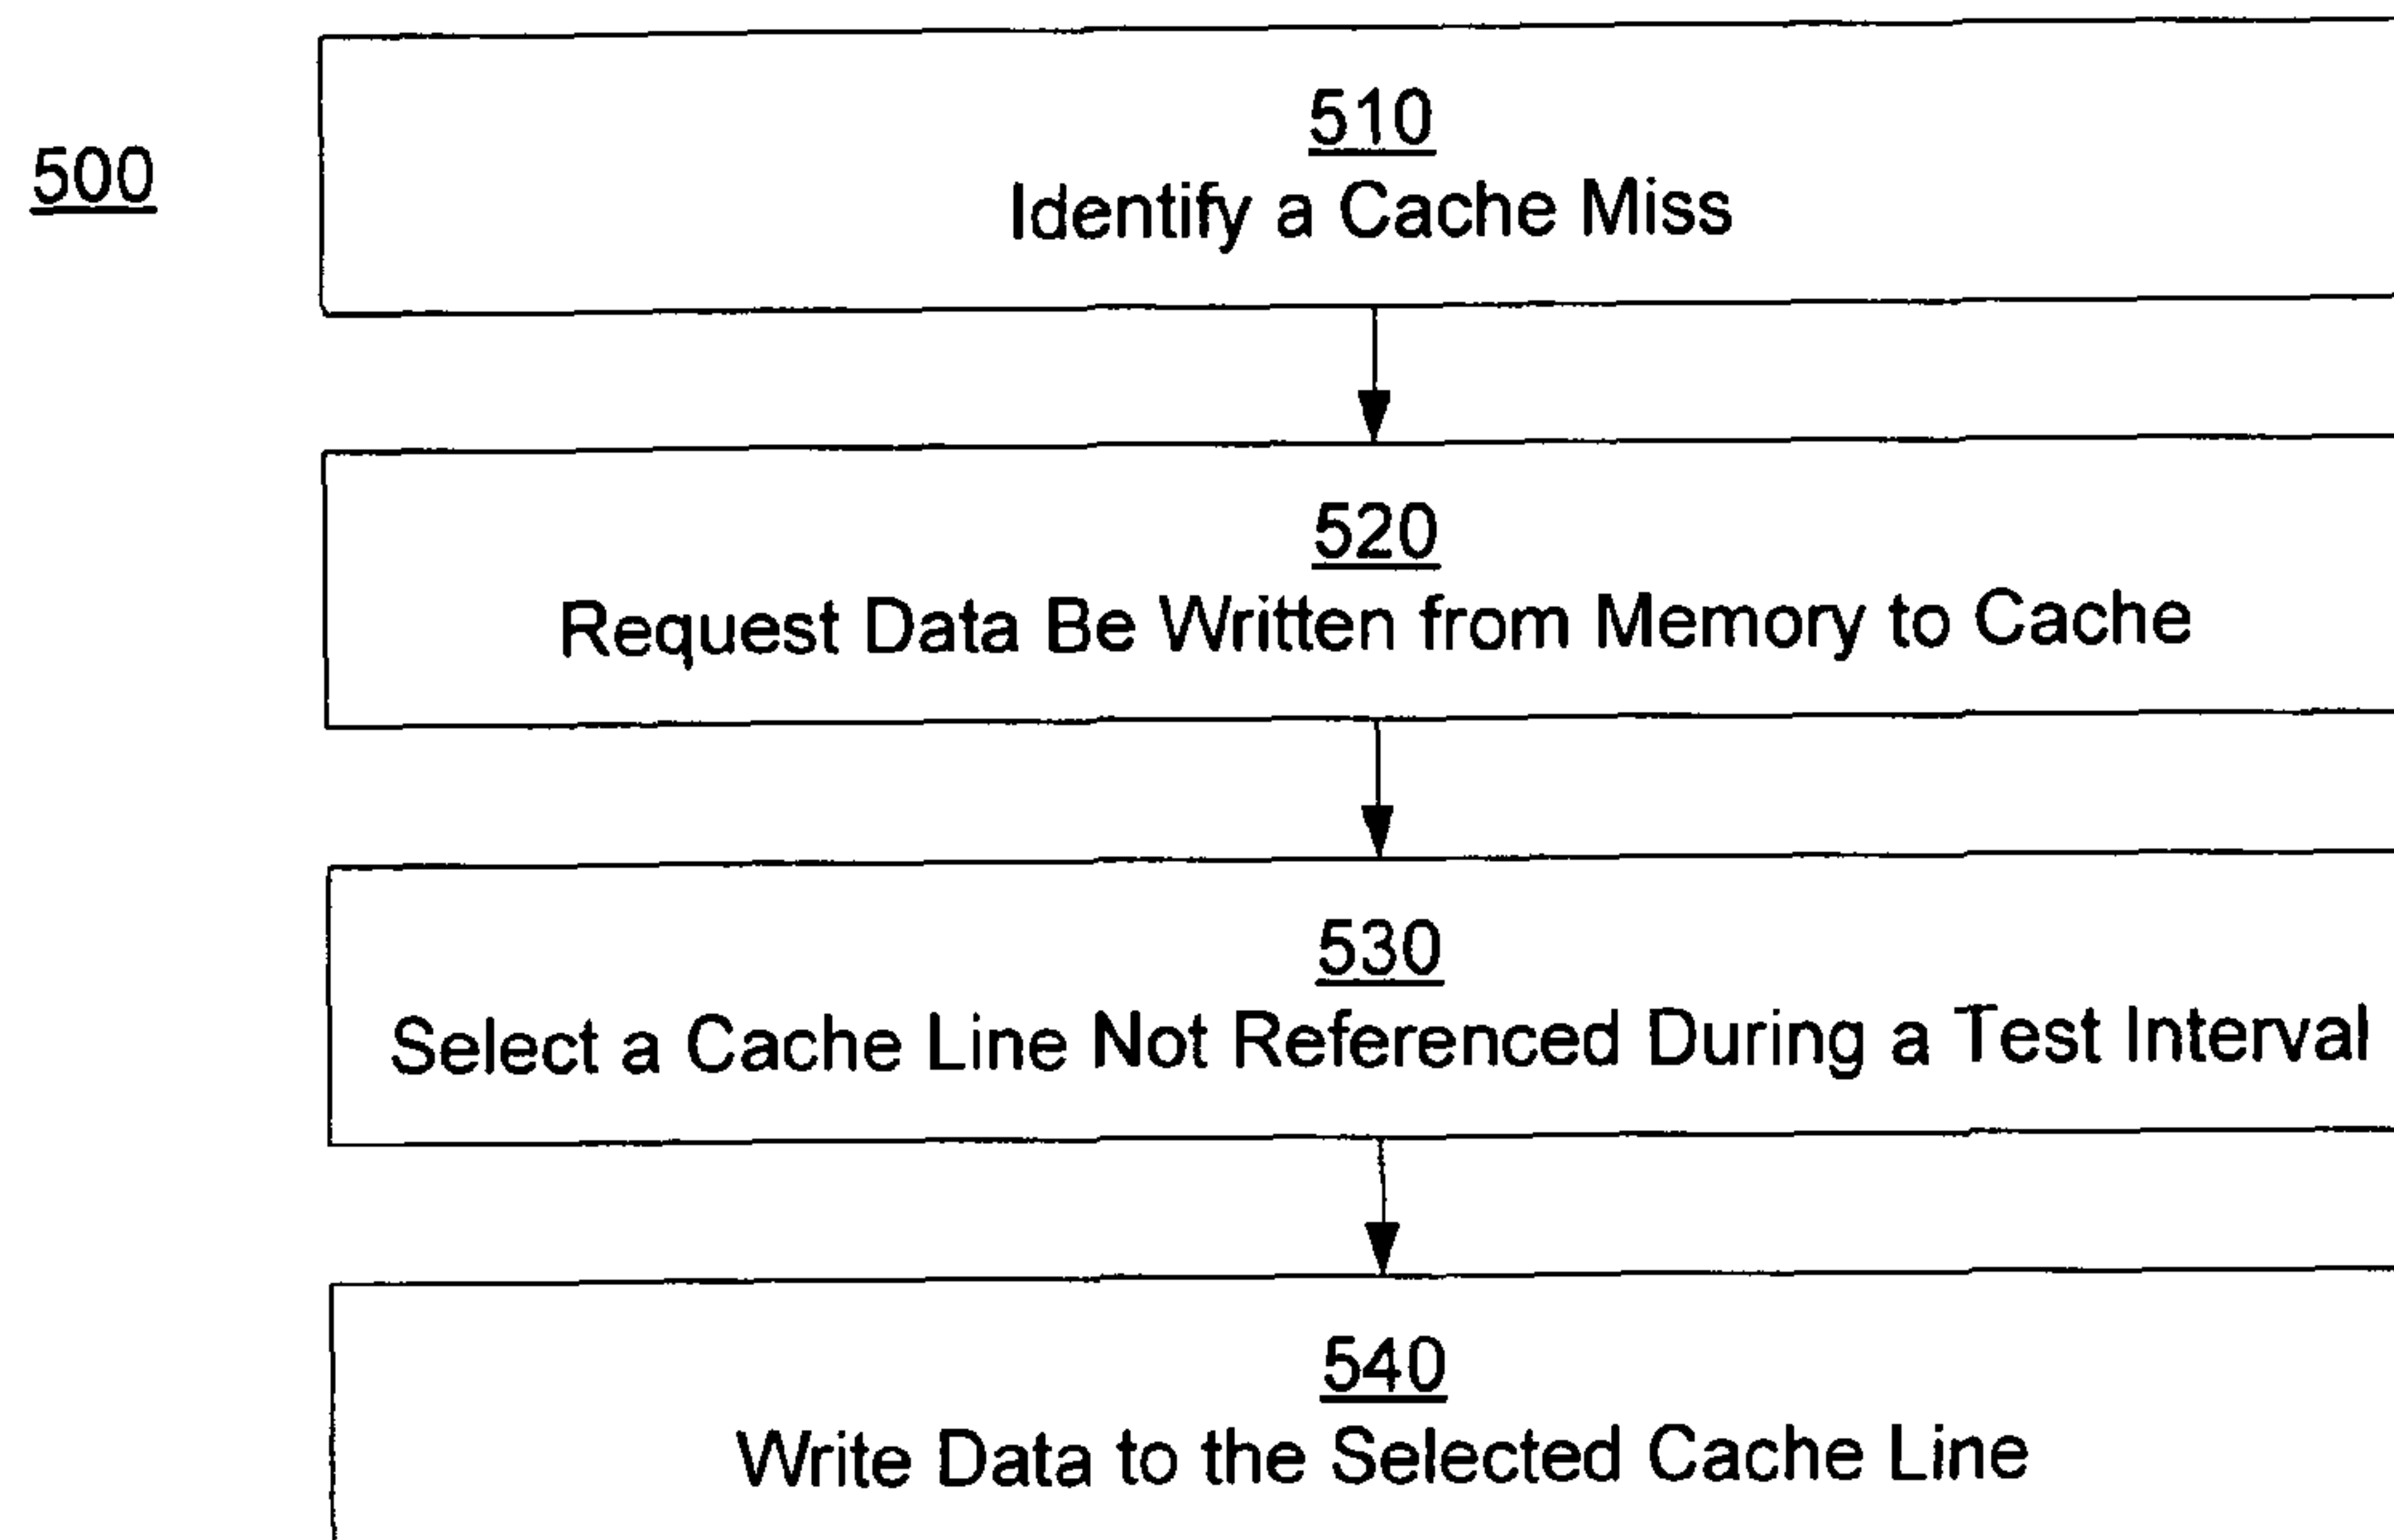 500
510
Identify a Cache Miss
520
Request Data Be Written from Memory to Cache
530
Select a Cache Line Not Referenced During a Test Interval
540
Write Data to the Selected Cache Line